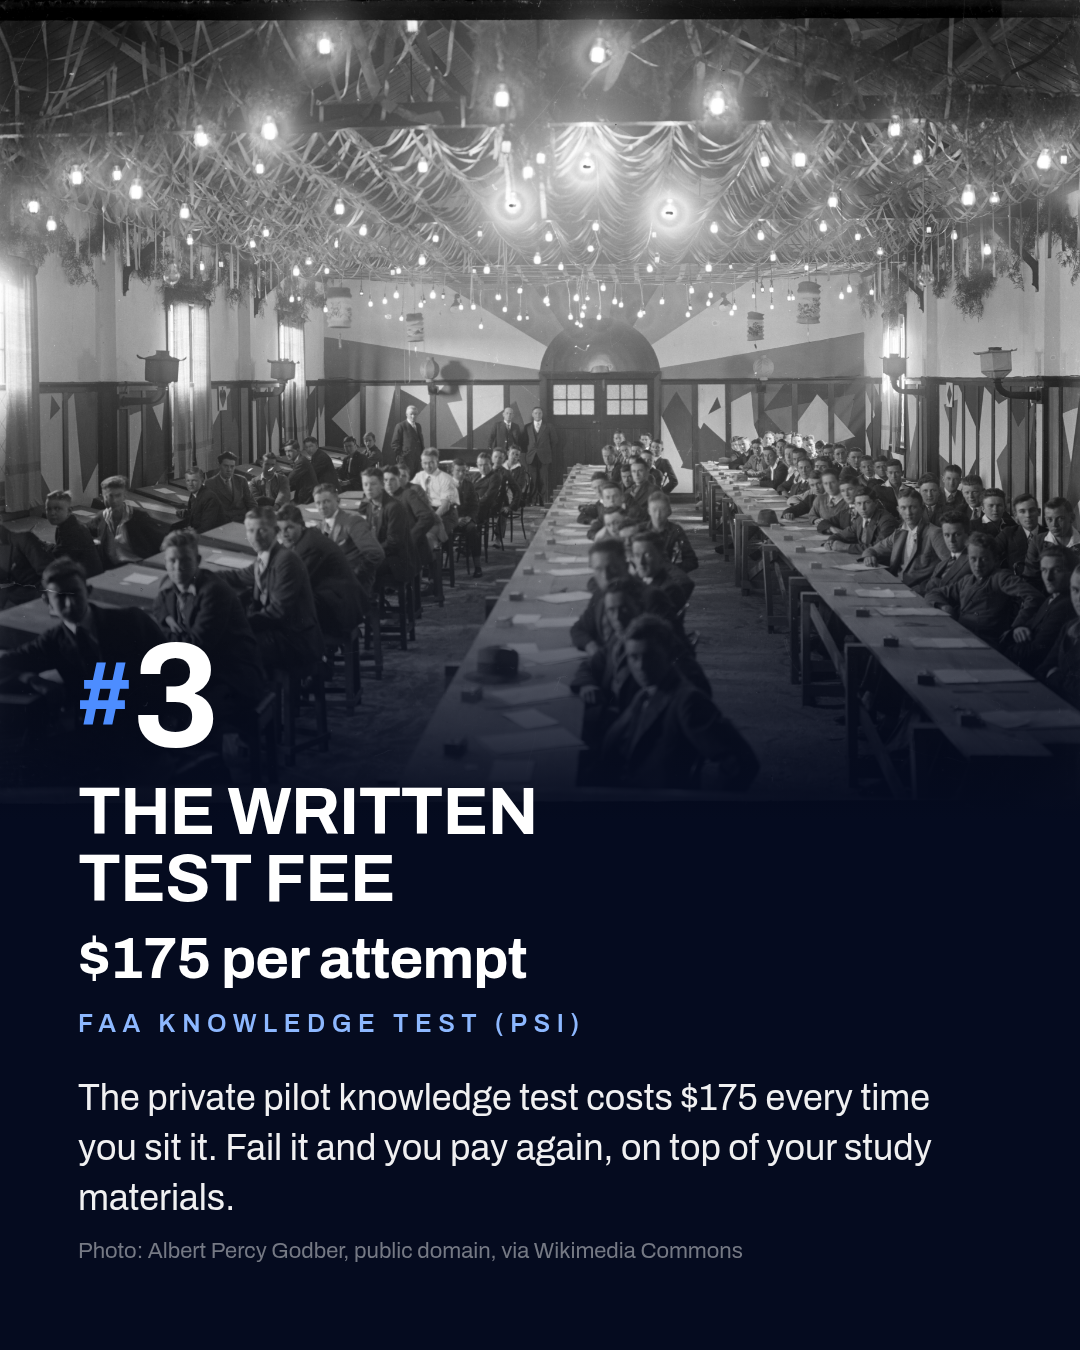 #3
THE WRITTEN
TEST FEE
$175 per attempt
FAA KNOWLEDGE TEST (PSI)
The private pilot knowledge test costs $175 every time
you sit it. Fail it and you pay again, on top of your study
materials.
Photo: Albert Percy Godber, public domain, via Wikimedia Commons